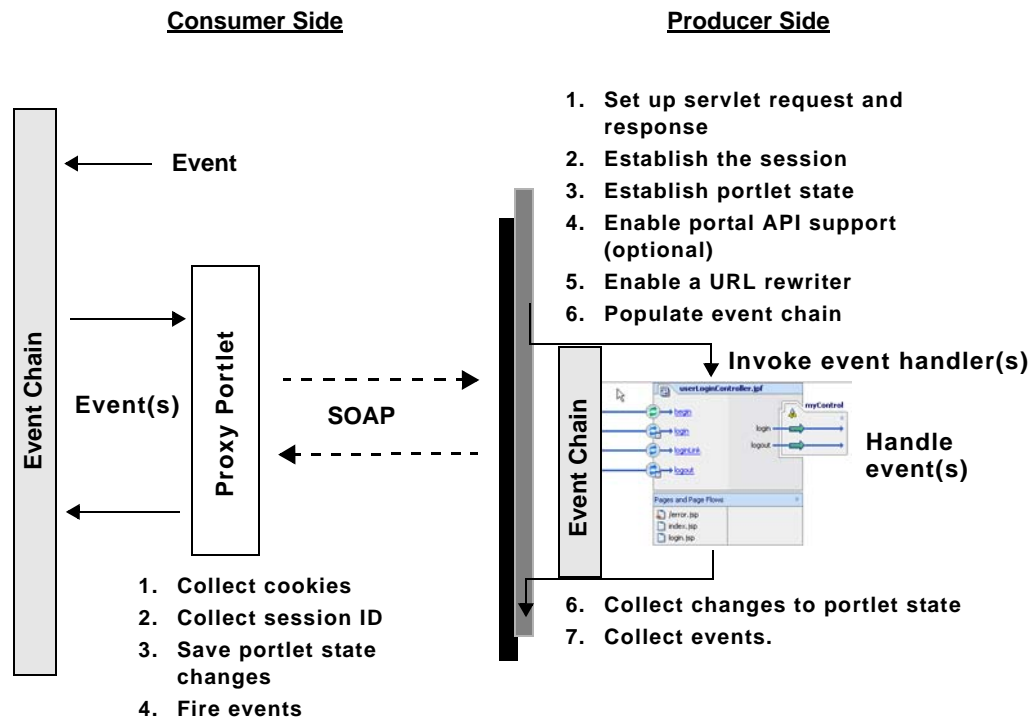 Consumer Side
Producer Side
1. Set up servlet request and
response
2. Establish the session
3. Establish portlet state
4. Enable portal API support
(optional)
5. Enable a URL rewriter
6. Populate event chain
Event
Event Chain
Event(s)
Proxy Portlet
SOAP
Event Chain
Invoke event handler(s)
userLoginController.jpf
begin
login
loginLink
logout
myControl
login
logout
Pages and Page Flows
/error.jsp
index.jsp
login.jsp
Handle
event(s)
1. Collect cookies
2. Collect session ID
3. Save portlet state
changes
4. Fire events
6. Collect changes to portlet state
7. Collect events.